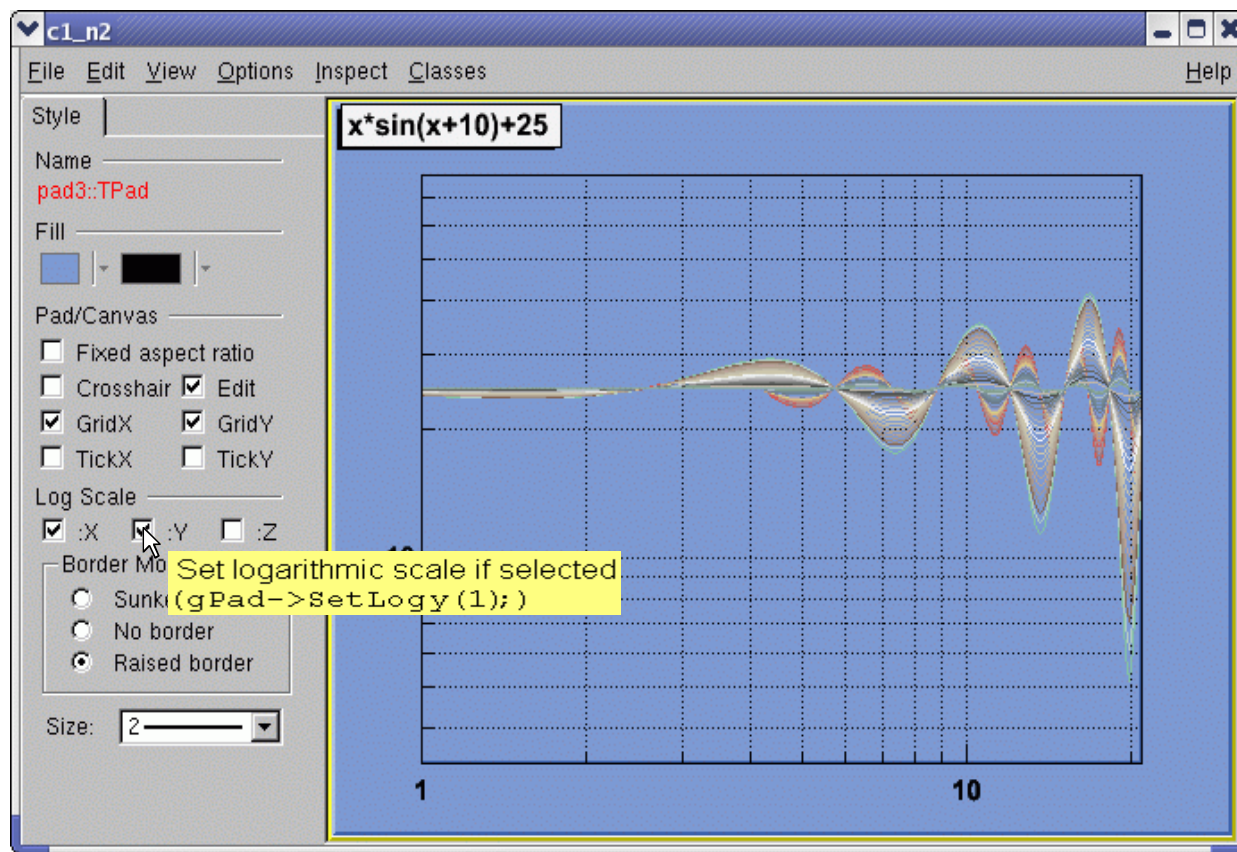 c1_n2
File Edit View Options Inspect Classes Help
Style
Name
pad3::TPad
Fill
Pad/Canvas
Fixed aspect ratio
Crosshair Edit
GridX GridY
TickX TickY
Log Scale
:X :Y :Z
Border
Set logarithmic scale if selected
(gPad->SetLogy(1);)
No border
Raised border
Size: 2
x*sin(x+10)+25
10
1 10